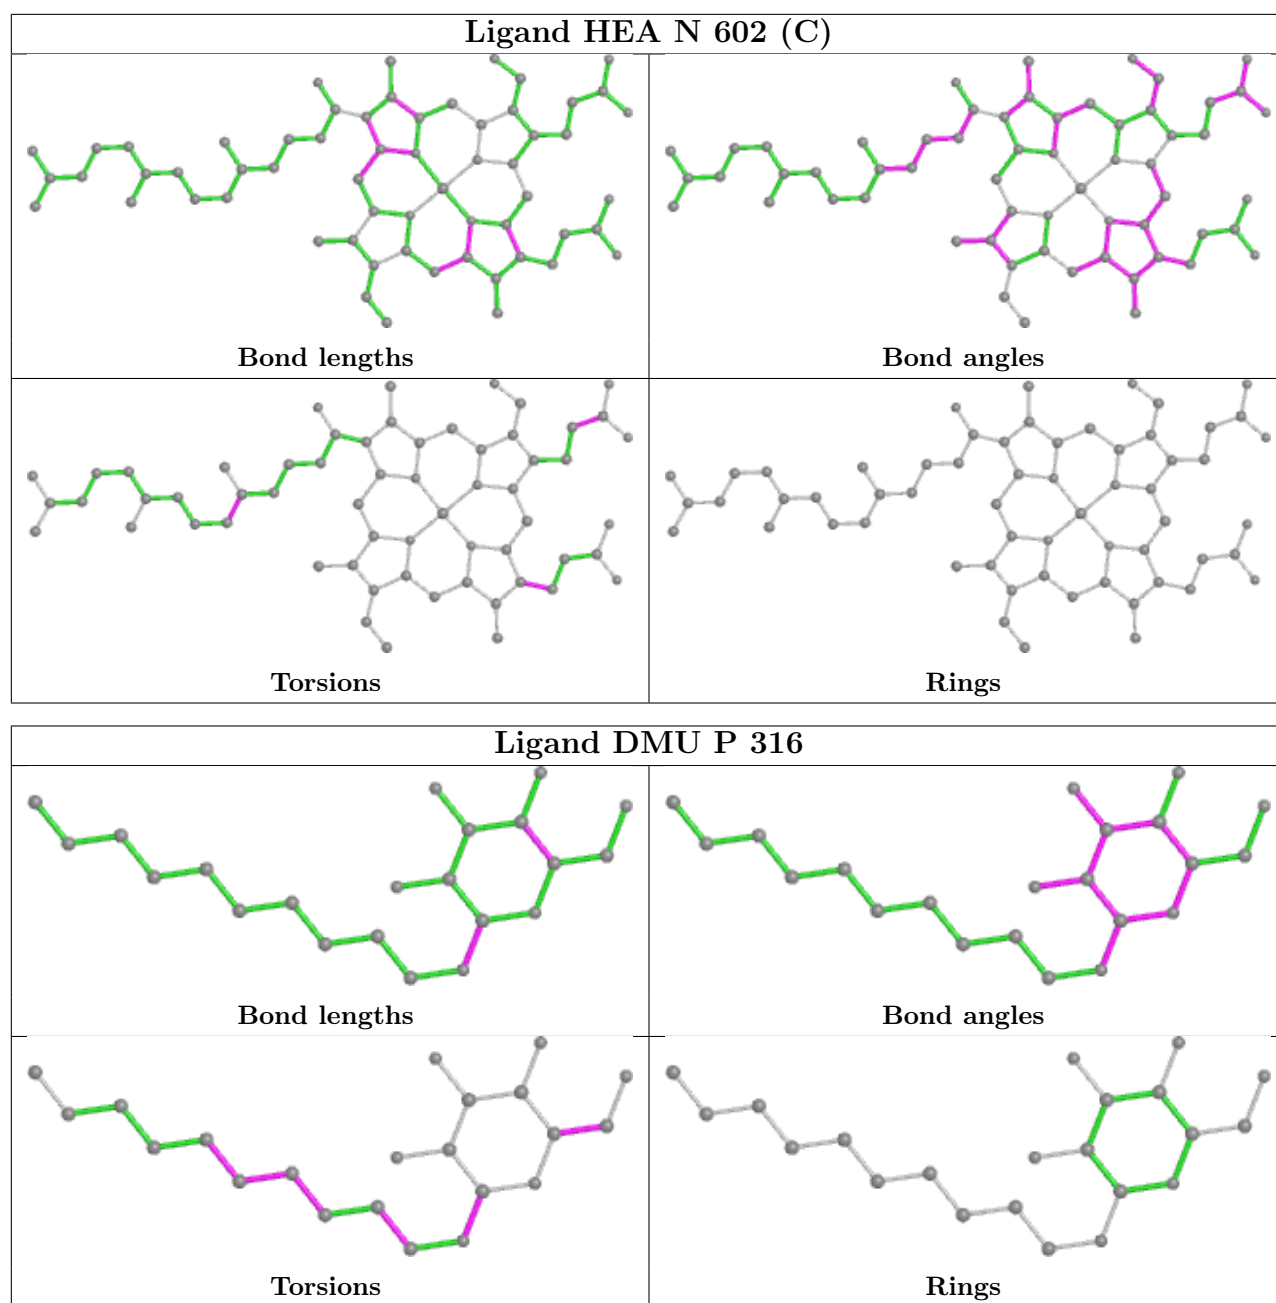 Ligand HEA N 602 (C)
Bond lengths
Bond angles
Torsions
Rings
Ligand DMU P 316
Bond lengths
Bond angles
Torsions
Rings